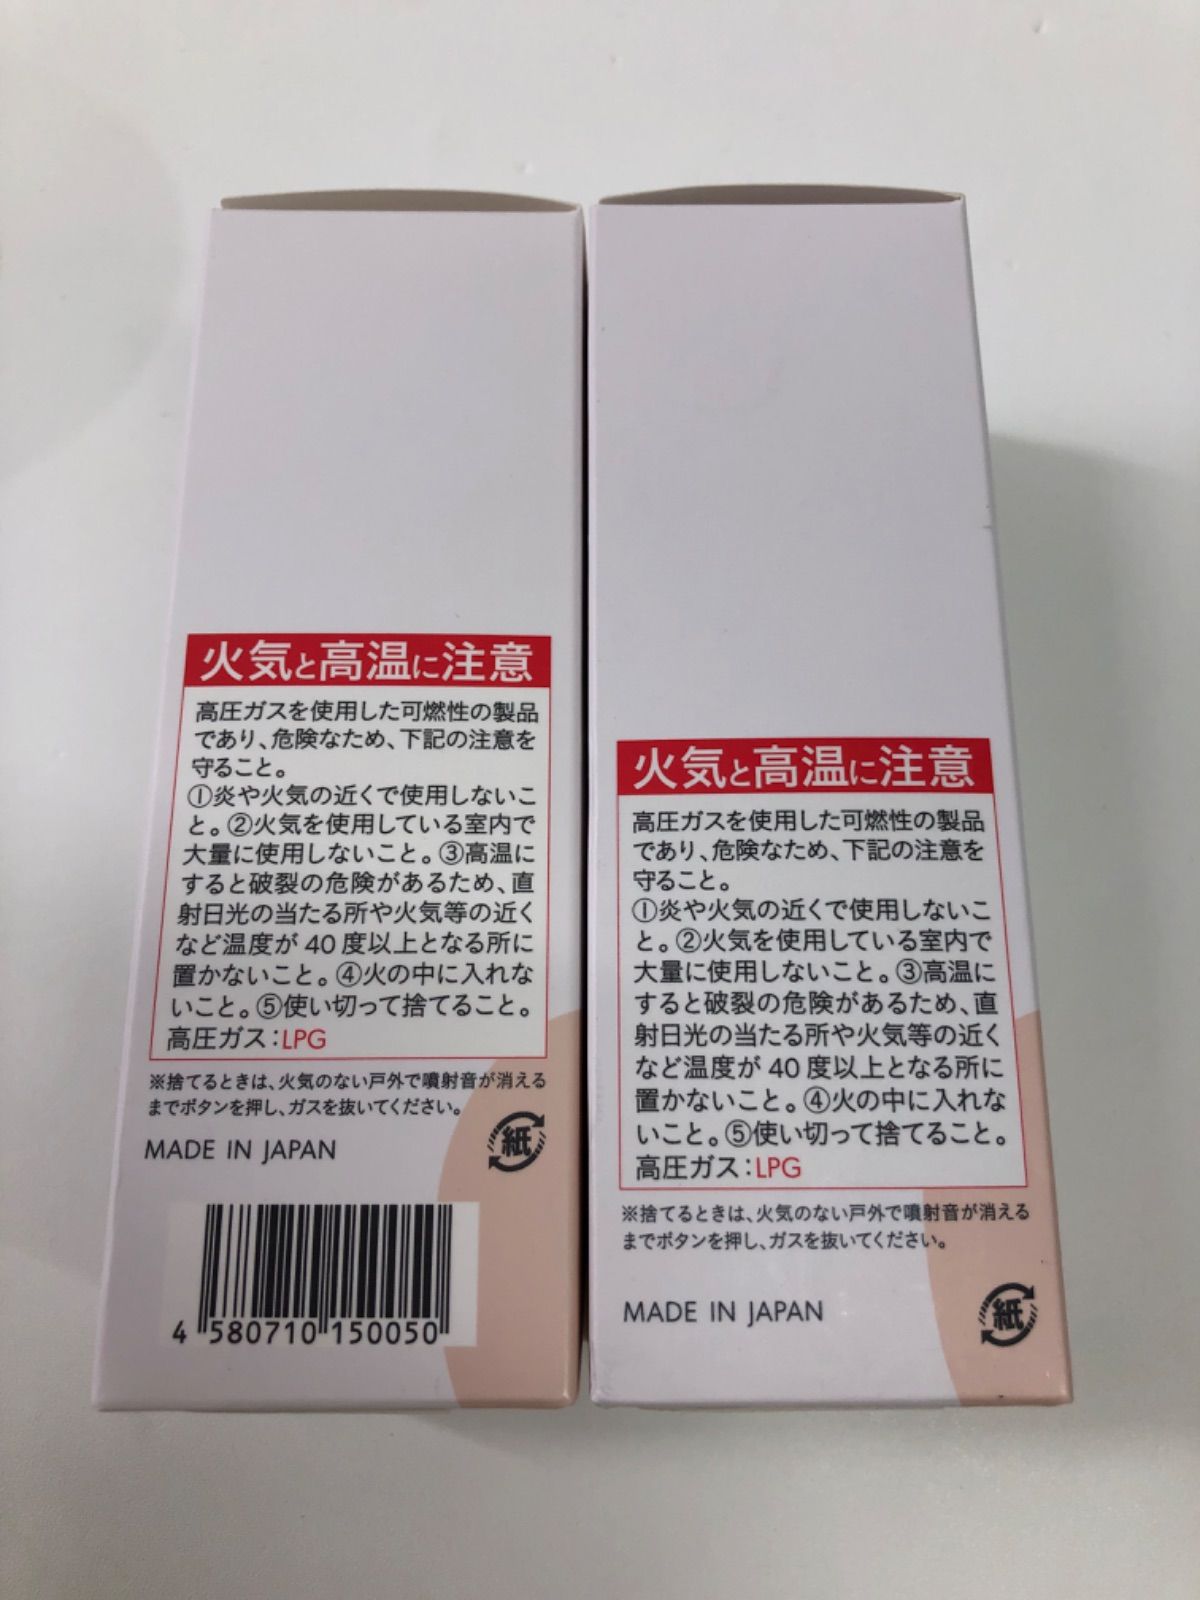 火気と高温に注意
高圧ガスを使用した可燃性の製品
であり、危険なため、下記の注意を
守ること。
①炎や火気の近くで使用しないこ
と。②火気を使用している室内で
大量に使用しないこと。③高温に
すると破裂の危険があるため、直
射日光の当たる所や火気等の近く
など温度が 40 度以上となる所に
置かないこと。④火の中に入れな
いこと。⑤使い切って捨てること。
高圧ガス：LPG
※捨てるときは、火気のない戸外で噴射音が消える
までボタンを押し、ガスを抜いてください。
MADE IN JAPAN
紙
4 580710 150050
火気と高温に注意
高圧ガスを使用した可燃性の製品
であり、危険なため、下記の注意を
守ること。
①炎や火気の近くで使用しないこ
と。②火気を使用している室内で
大量に使用しないこと。③高温に
すると破裂の危険があるため、直
射日光の当たる所や火気等の近く
など温度が 40 度以上となる所に
置かないこと。④火の中に入れな
いこと。⑤使い切って捨てること。
高圧ガス：LPG
※捨てるときは、火気のない戸外で噴射音が消える
までボタンを押し、ガスを抜いてください。
MADE IN JAPAN
紙